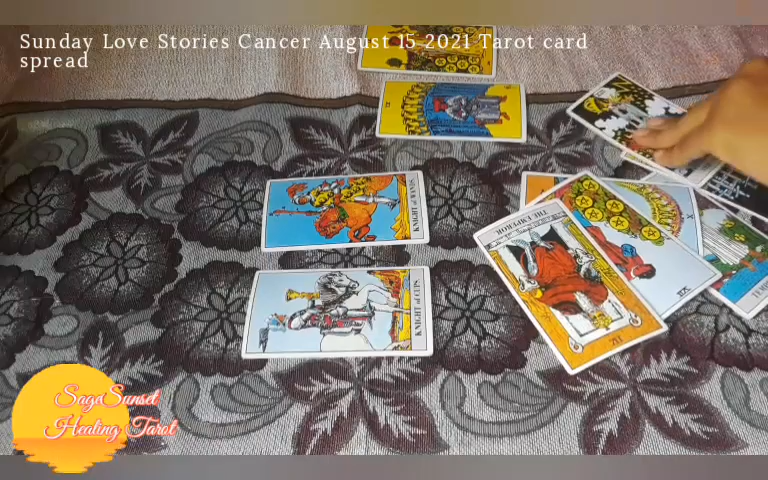 Sunday Love Stories Cancer August 15 2021 Tarot card
spread
KNIGHT of WANDS
KNIGHT of CUPS
THE EMPEROR
X
SageSunset
Healing Tarot